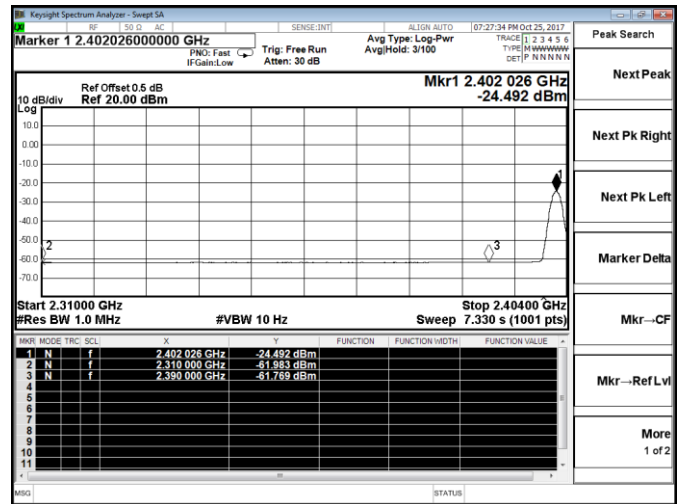 Keysight Spectrum Analyzer - Swept SA
LXI RF 50 Ω AC SENSE:INT ALIGN AUTO 07:27:34 PM Oct 25, 2017
Marker 1 2.402026000000 GHz
PNO: Fast
IFGain:Low
Trig: Free Run
Atten: 30 dB
Avg Type: Log-Pwr
Avg|Hold: 3/100
TRACE 1 2 3 4 5 6
TYPE M WWWWW
DET P N N N N N
Peak Search
Mkr1 2.402 026 GHz
-24.492 dBm
Ref Offset 0.5 dB
Ref 20.00 dBm
10 dB/div
Log
10.0
0.00
-10.0
-20.0
-30.0
-40.0
-50.0
-60.0
-70.0
1
2
3
Start 2.31000 GHz
Stop 2.40400 GHz
#Res BW 1.0 MHz #VBW 10 Hz Sweep 7.330 s (1001 pts)
MKR MODE TRC SCL X Y FUNCTION FUNCTION WIDTH FUNCTION VALUE
1 N f 2.402 026 GHz -24.492 dBm
2 N f 2.310 000 GHz -61.983 dBm
3 N f 2.390 000 GHz -61.769 dBm
4
5
6
7
8
9
10
11
MSG STATUS
Next Peak
Next Pk Right
Next Pk Left
Marker Delta
Mkr→CF
Mkr→Ref Lvl
More
1 of 2